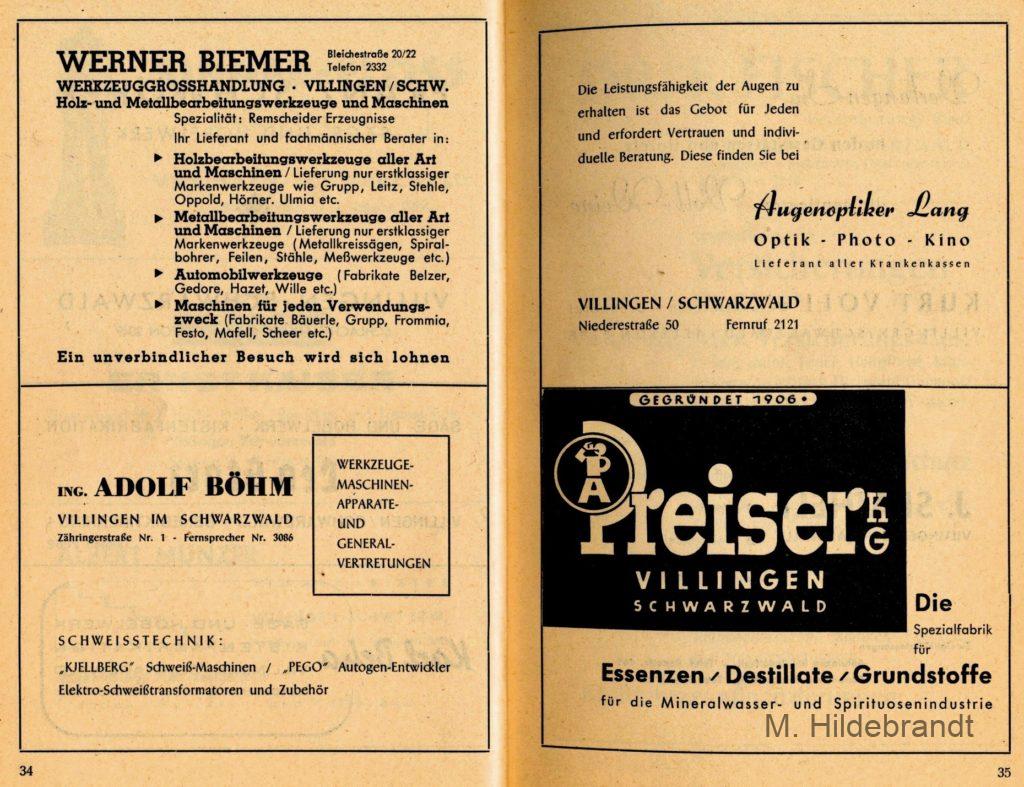 WERNER BIEMER Bleichestraße 20/22
Telefon 2332
WERKZEUGGROSSHANDLUNG · VILLINGEN/SCHW.
Holz- und Metallbearbeitungswerkzeuge und Maschinen
Spezialität: Remscheider Erzeugnisse
Ihr Lieferant und fachmännischer Berater in:
▶ Holzbearbeitungswerkzeuge aller Art
und Maschinen / Lieferung nur erstklassiger
Markenwerkzeuge wie Grupp, Leitz, Stehle,
Oppold, Hörner. Ulmia etc.
▶ Metallbearbeitungswerkzeuge aller Art
und Maschinen / Lieferung nur erstklassiger
Markenwerkzeuge (Metallkreissägen, Spiral-
bohrer, Feilen, Stähle, Meßwerkzeuge etc.)
▶ Automobilwerkzeuge (Fabrikate Belzer,
Gedore, Hazet, Wille etc.)
▶ Maschinen für jeden Verwendungs-
zweck (Fabrikate Bäuerle, Grupp, Frommia,
Festo, Mafell, Scheer etc.)
Ein unverbindlicher Besuch wird sich lohnen
ING. ADOLF BÖHM
VILLINGEN IM SCHWARZWALD
Zähringerstraße Nr. 1 - Fernsprecher Nr. 3086
WERKZEUGE-
MASCHINEN-
APPARATE-
UND
GENERAL-
VERTRETUNGEN
SCHWEISSTECHNIK:
„KJELLBERG" Schweiß-Maschinen / „PEGO" Autogen-Entwickler
Elektro-Schweißtransformatoren und Zubehör
34
Die Leistungsfähigkeit der Augen zu
erhalten ist das Gebot für Jeden
und erfordert Vertrauen und indivi-
duelle Beratung. Diese finden Sie bei
Augenoptiker Lang
Optik - Photo - Kino
Lieferant aller Krankenkassen
VILLINGEN / SCHWARZWALD
Niederestraße 50 Fernruf 2121
GEGRÜNDET 1906
Preiser KG
VILLINGEN
SCHWARZWALD
Die
Spezialfabrik
für
Essenzen / Destillate / Grundstoffe
für die Mineralwasser- und Spirituosenindustrie
M. Hildebrandt
35